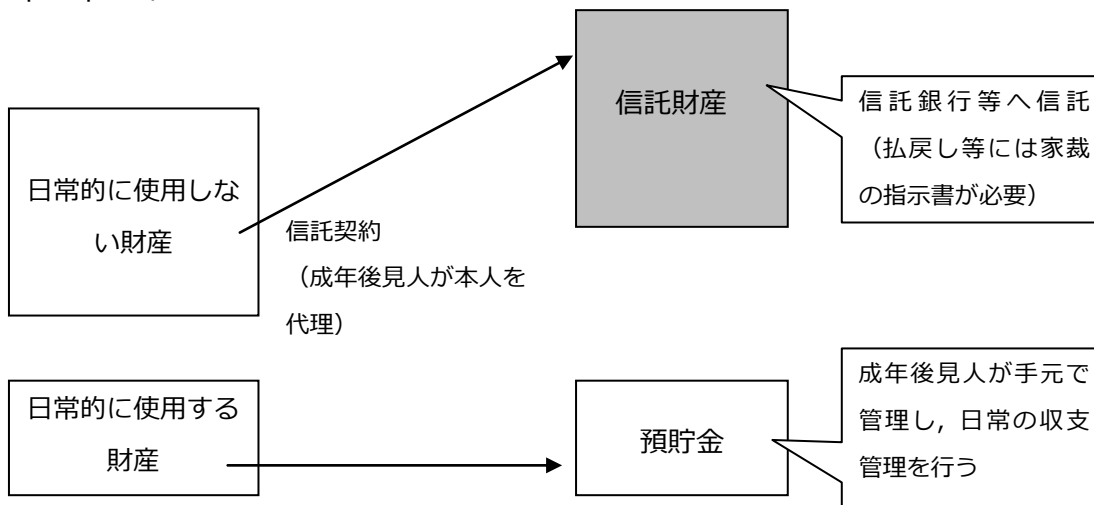 信託財産
信託銀行等へ信託
（払戻し等には家裁
の指示書が必要）
日常的に使用しな
い財産
信託契約
（成年後見人が本人を
代理）
日常的に使用する
財産
預貯金
成年後見人が手元で
管理し，日常の収支
管理を行う